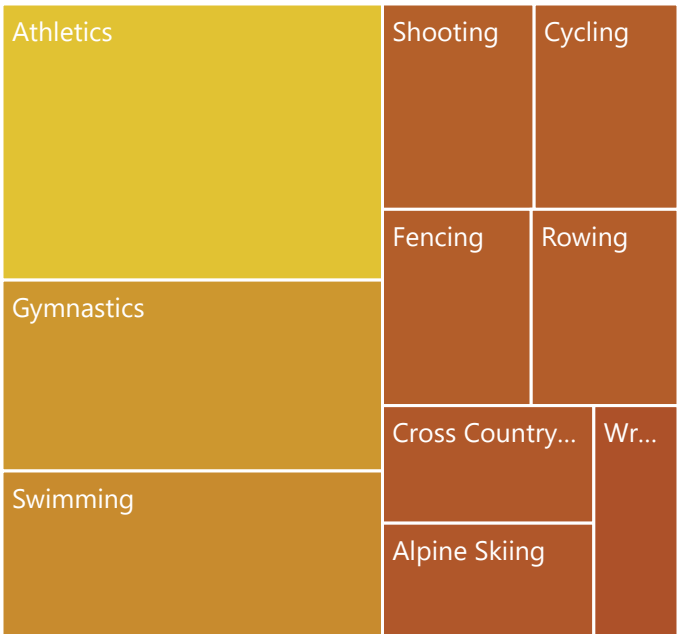 Athletics
Shooting
Cycling
Fencing
Rowing
Gymnastics
Cross Country...
Wr...
Swimming
Alpine Skiing